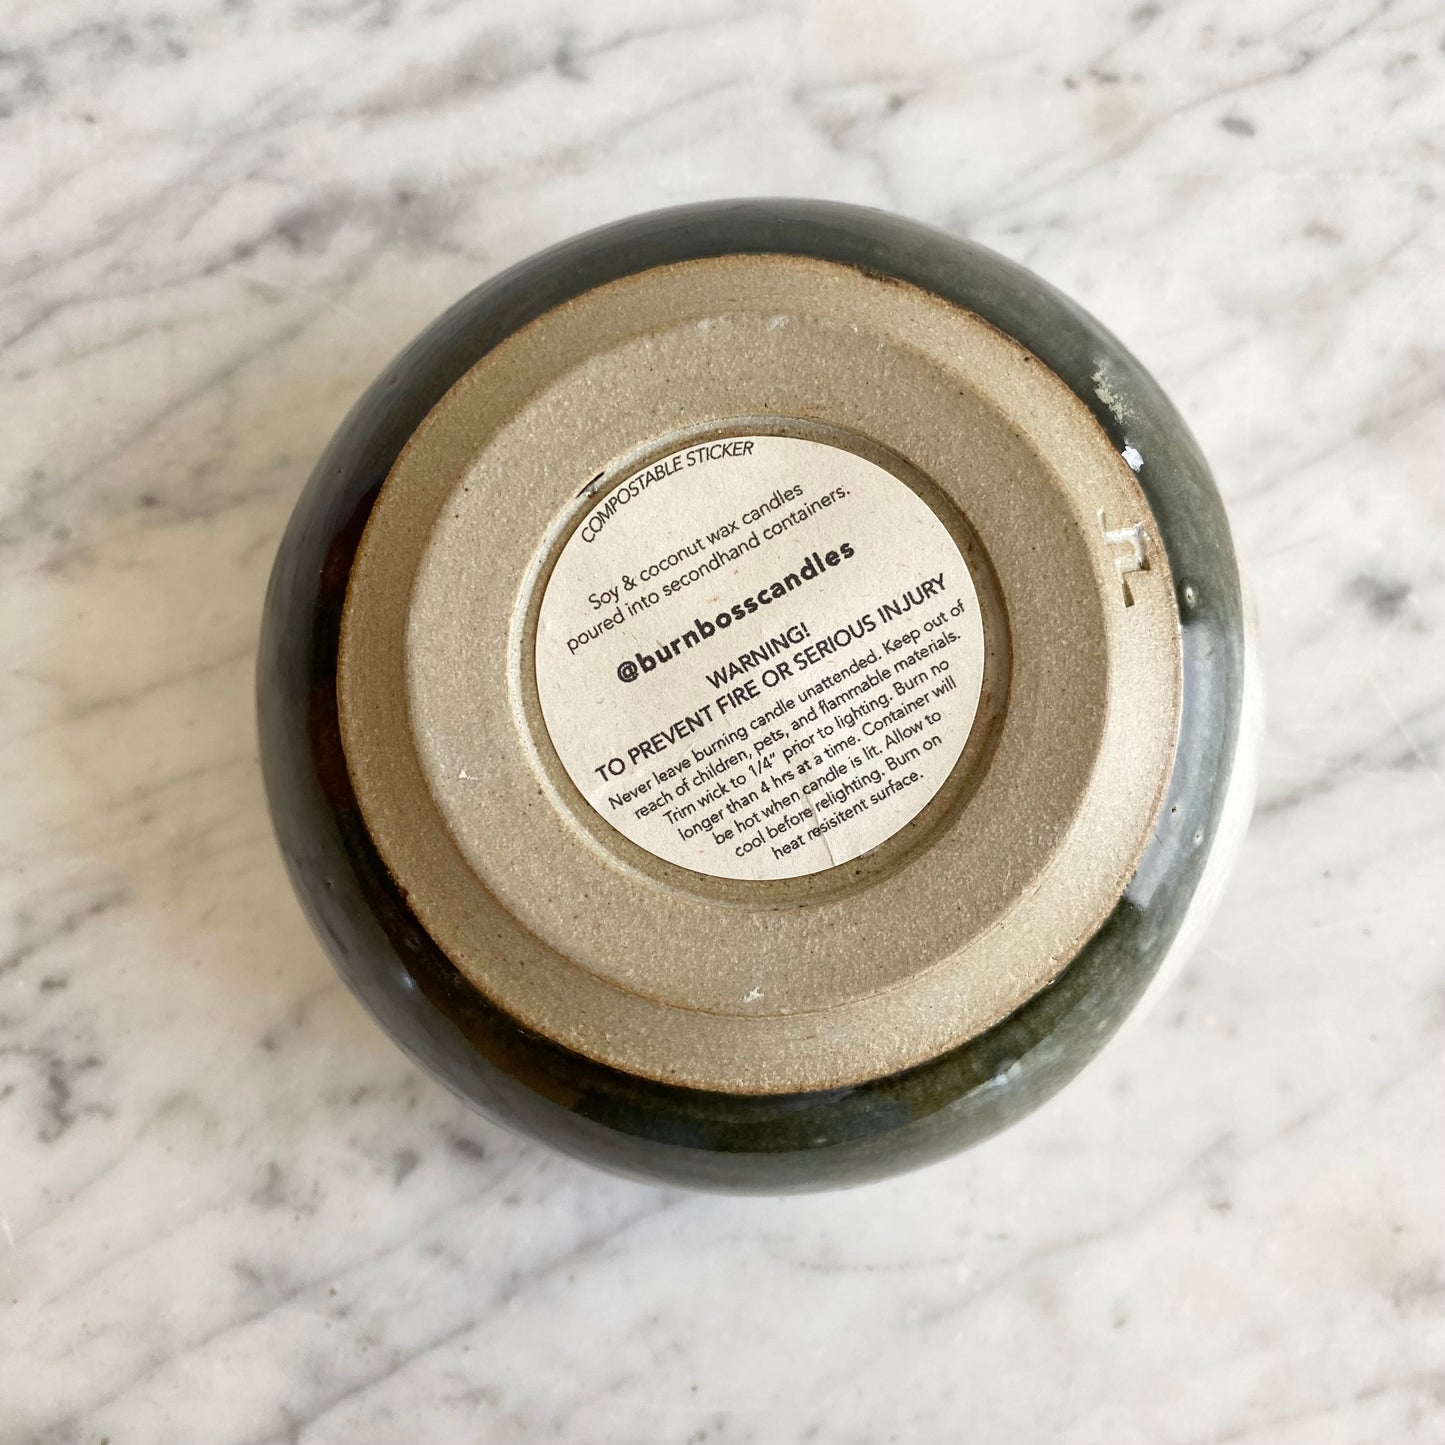 COMPOSTABLE STICKER
Soy & coconut wax candles
poured into secondhand containers.
@burnbosscandles
WARNING!
TO PREVENT FIRE OR SERIOUS INJURY
Never leave burning candle unattended. Keep out of
reach of children, pets, and flammable materials.
Trim wick to 1/4" prior to lighting. Burn no
longer than 4 hrs at a time. Container will
be hot when candle is lit. Allow to
cool before relighting. Burn on
heat resisitent surface.